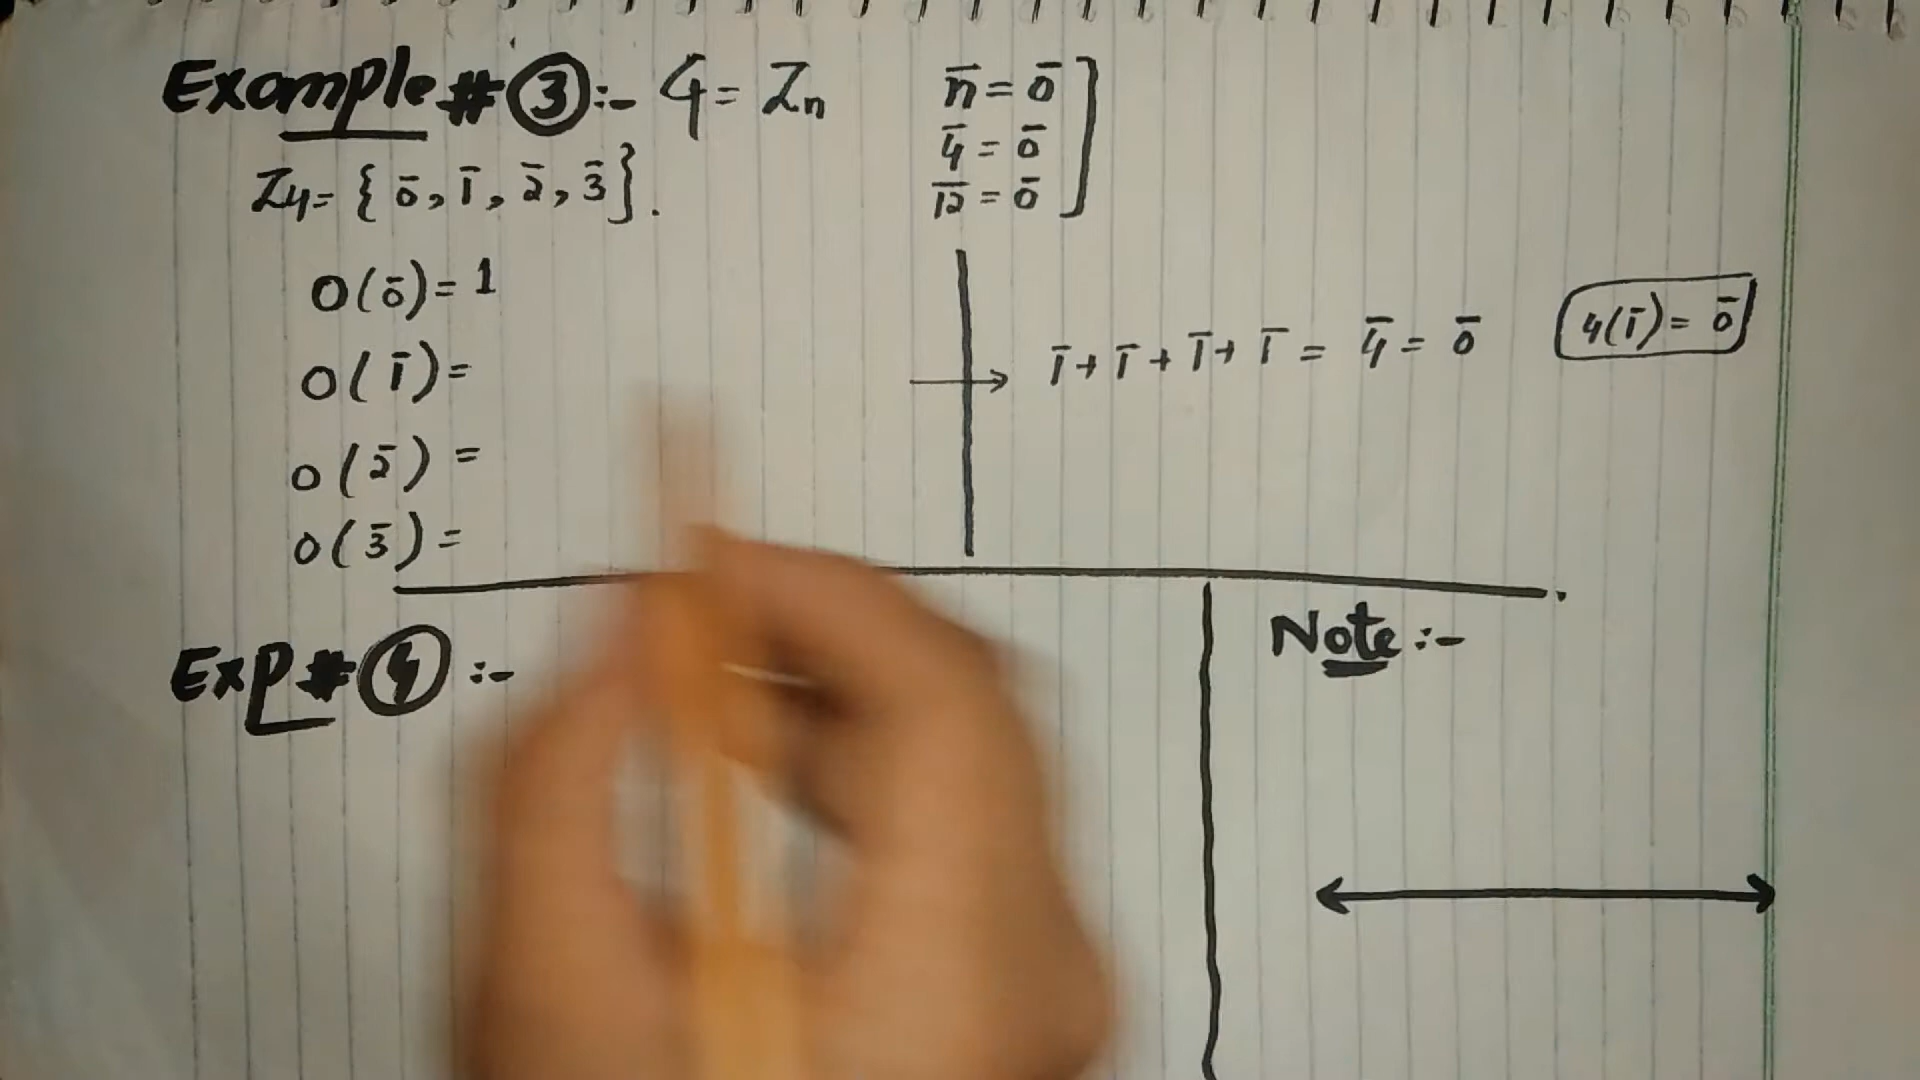 Example #③:- G = Zn
n̄ = 0̄
4̄ = 0̄
1̄2̄ = 0̄
Z4 = { 0̄, 1̄, 2̄, 3̄ }.
O(0̄) = 1
O(1̄) =
O(2̄) =
O(3̄) =
1̄ + 1̄ + 1̄ + 1̄ = 4̄ = 0̄
4(1̄) = 0̄
Exp #④ :-
Note :-